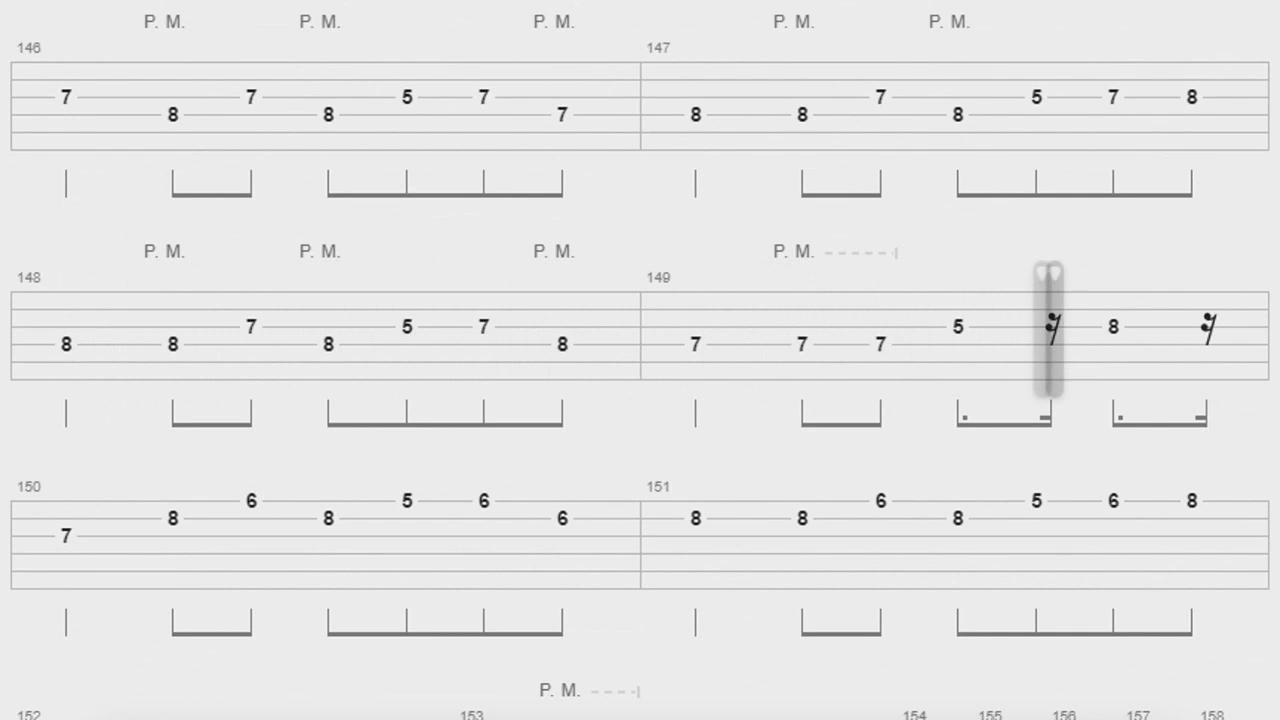 P. M. P. M. P. M. P. M. P. M.
146 147
7 7 5 7 7 5 7 8
8 8 7 8 8 8
P. M. P. M. P. M. P. M.
148 149
7 5 7 5 8
8 8 8 8 7 7 7
150 151
6 5 6 6 5 6 8
8 8 6 8 8 8
7
P. M.
152 153 154 155 156 157 158